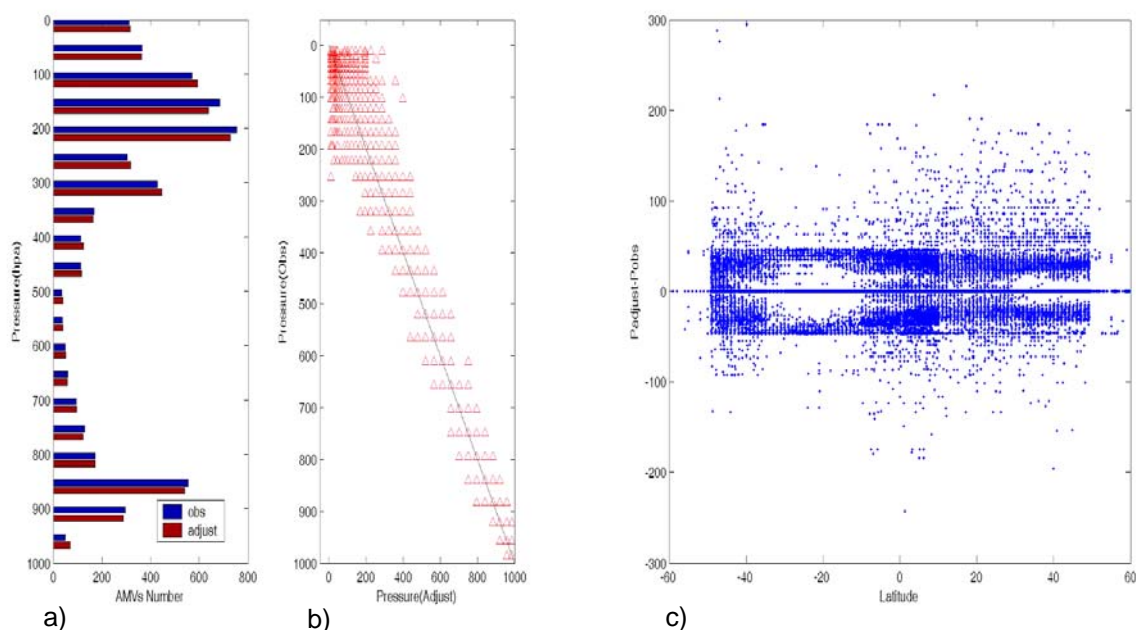 0
100
200
300
400
500
600
700
800
900
1000
Pressure(hpa)
0 200 400 600 800
AMVs Number
obs
adjust
a)
0
100
200
300
400
500
600
700
800
900
1000
Pressure(Obs)
0 200 400 600 800 1000
Pressure(Adjust)
b)
300
200
100
0
-100
-200
-300
Padjust-Pobs
-60 -40 -20 0 20 40 60
Latitude
c)